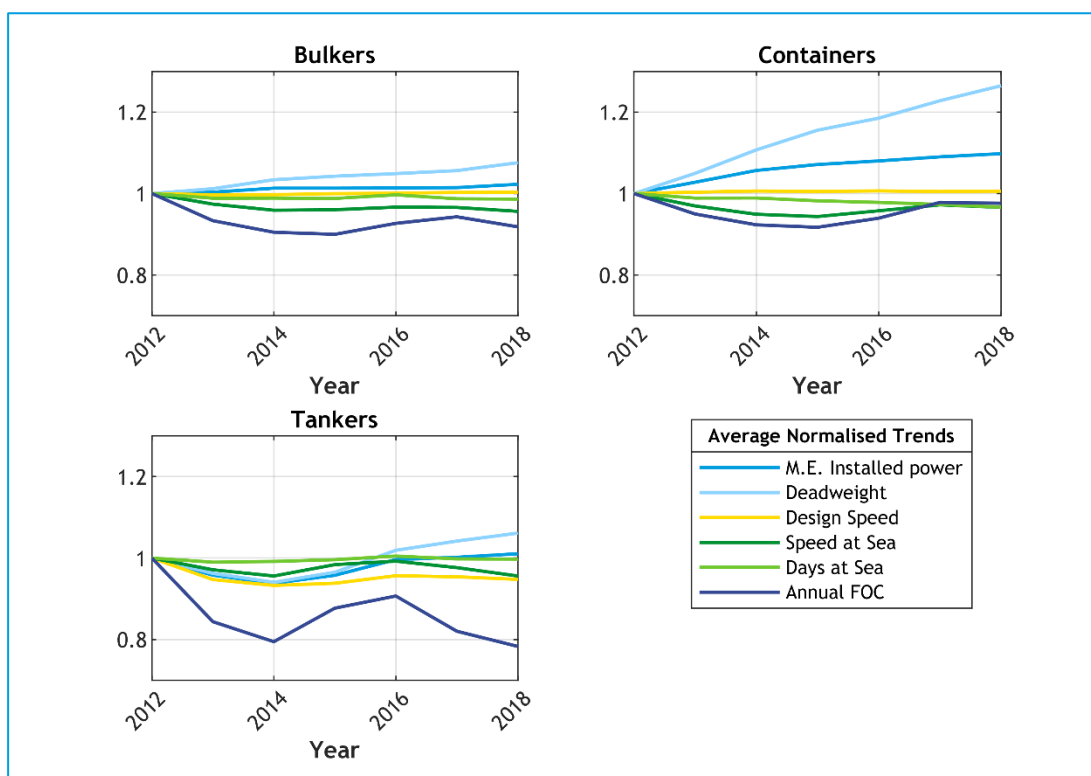 Bulkers
1.2
1
0.8
2012
2014
2016
2018
Year
Containers
1.2
1
0.8
2012
2014
2016
2018
Year
Tankers
1.2
1
0.8
2012
2014
2016
2018
Year
Average Normalised Trends
M.E. Installed power
Deadweight
Design Speed
Speed at Sea
Days at Sea
Annual FOC